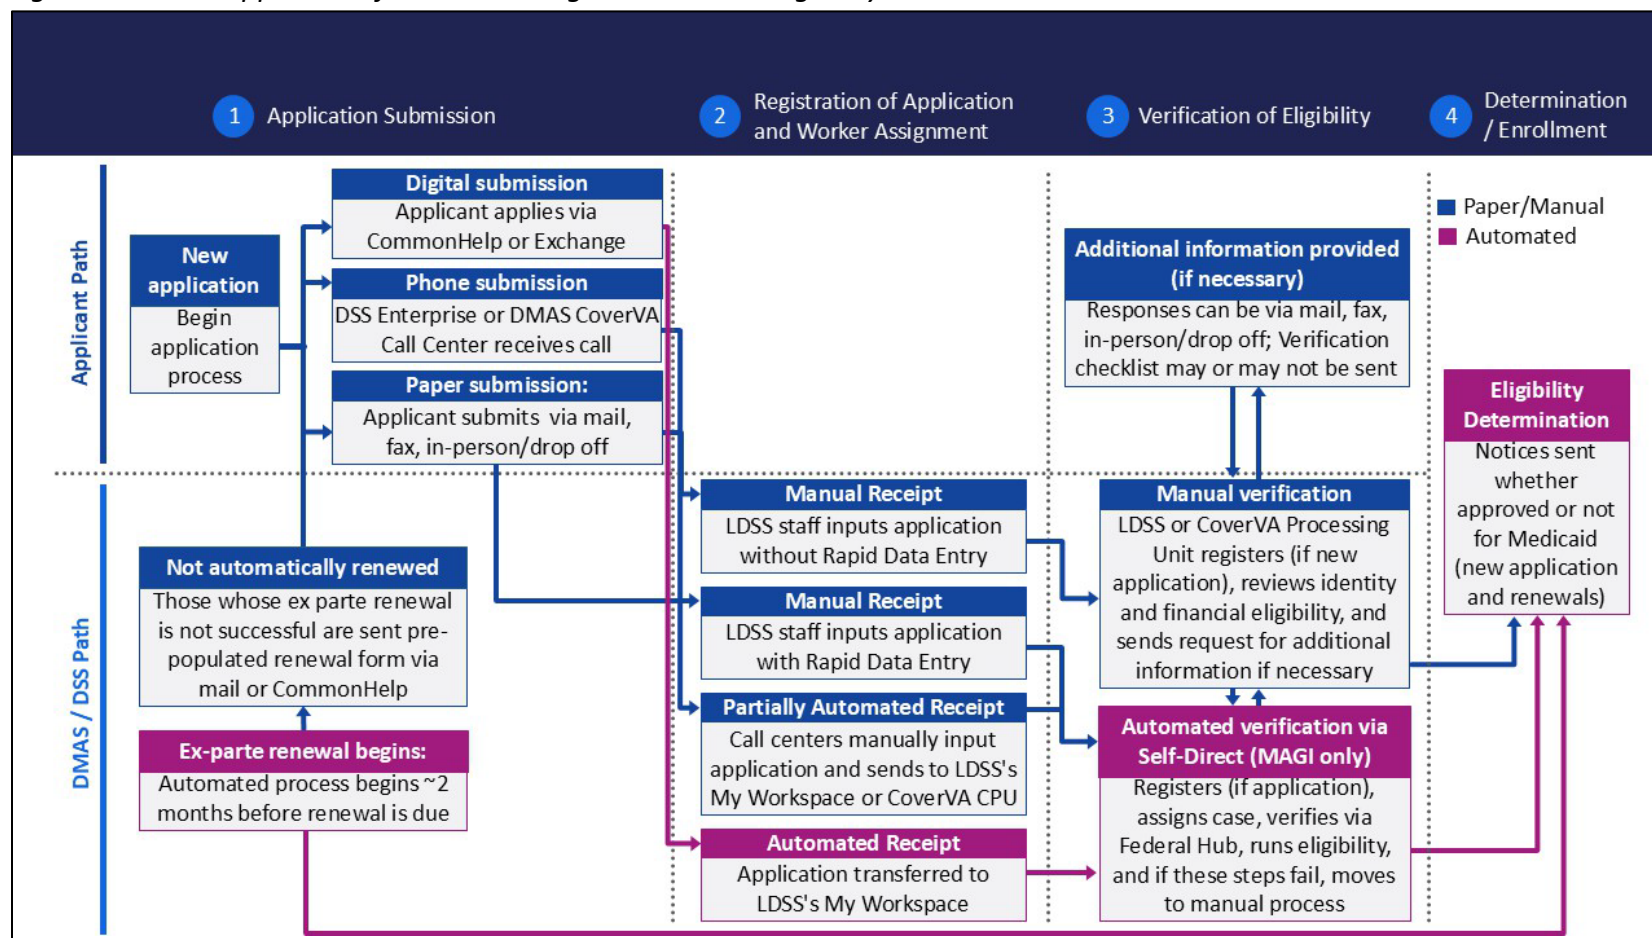 1 Application Submission
2 Registration of Application
and Worker Assignment
3 Verification of Eligibility
4 Determination
/ Enrollment
Paper/Manual
Automated
Applicant Path
New
application
Begin
application
process
Digital submission
Applicant applies via
CommonHelp or Exchange
Phone submission
DSS Enterprise or DMAS CoverVA
Call Center receives call
Paper submission:
Applicant submits via mail,
fax, in-person/drop off
Additional information provided
(if necessary)
Responses can be via mail, fax,
in-person/drop off; Verification
checklist may or may not be sent
Eligibility
Determination
Notices sent
whether
approved or not
for Medicaid
(new application
and renewals)
DMAS / DSS Path
Not automatically renewed
Those whose ex parte renewal
is not successful are sent pre-
populated renewal form via
mail or CommonHelp
Ex-parte renewal begins:
Automated process begins ~2
months before renewal is due
Manual Receipt
LDSS staff inputs application
without Rapid Data Entry
Manual Receipt
LDSS staff inputs application
with Rapid Data Entry
Partially Automated Receipt
Call centers manually input
application and sends to LDSS's
My Workspace or CoverVA CPU
Automated Receipt
Application transferred to
LDSS's My Workspace
Manual verification
LDSS or CoverVA Processing
Unit registers (if new
application), reviews identity
and financial eligibility, and
sends request for additional
information if necessary
Automated verification via
Self-Direct (MAGI only)
Registers (if application),
assigns case, verifies via
Federal Hub, runs eligibility,
and if these steps fail, moves
to manual process